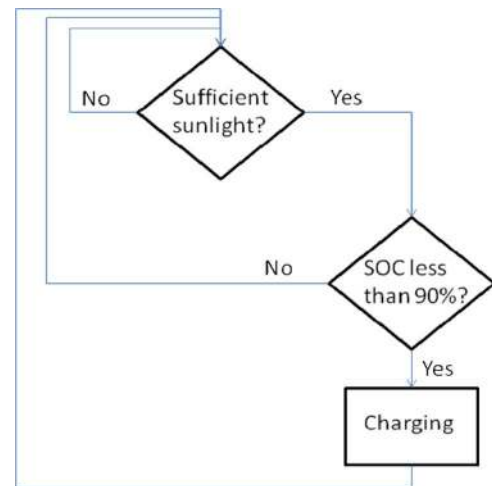 Sufficient
sunlight?
No
Yes
SOC less
than 90%?
No
Yes
Charging